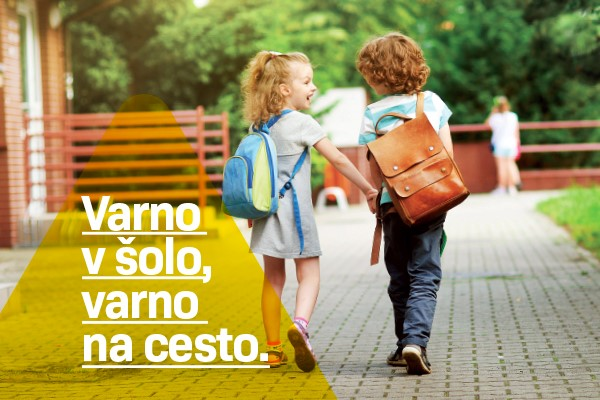 Varno
v šolo,
varno
na cesto.